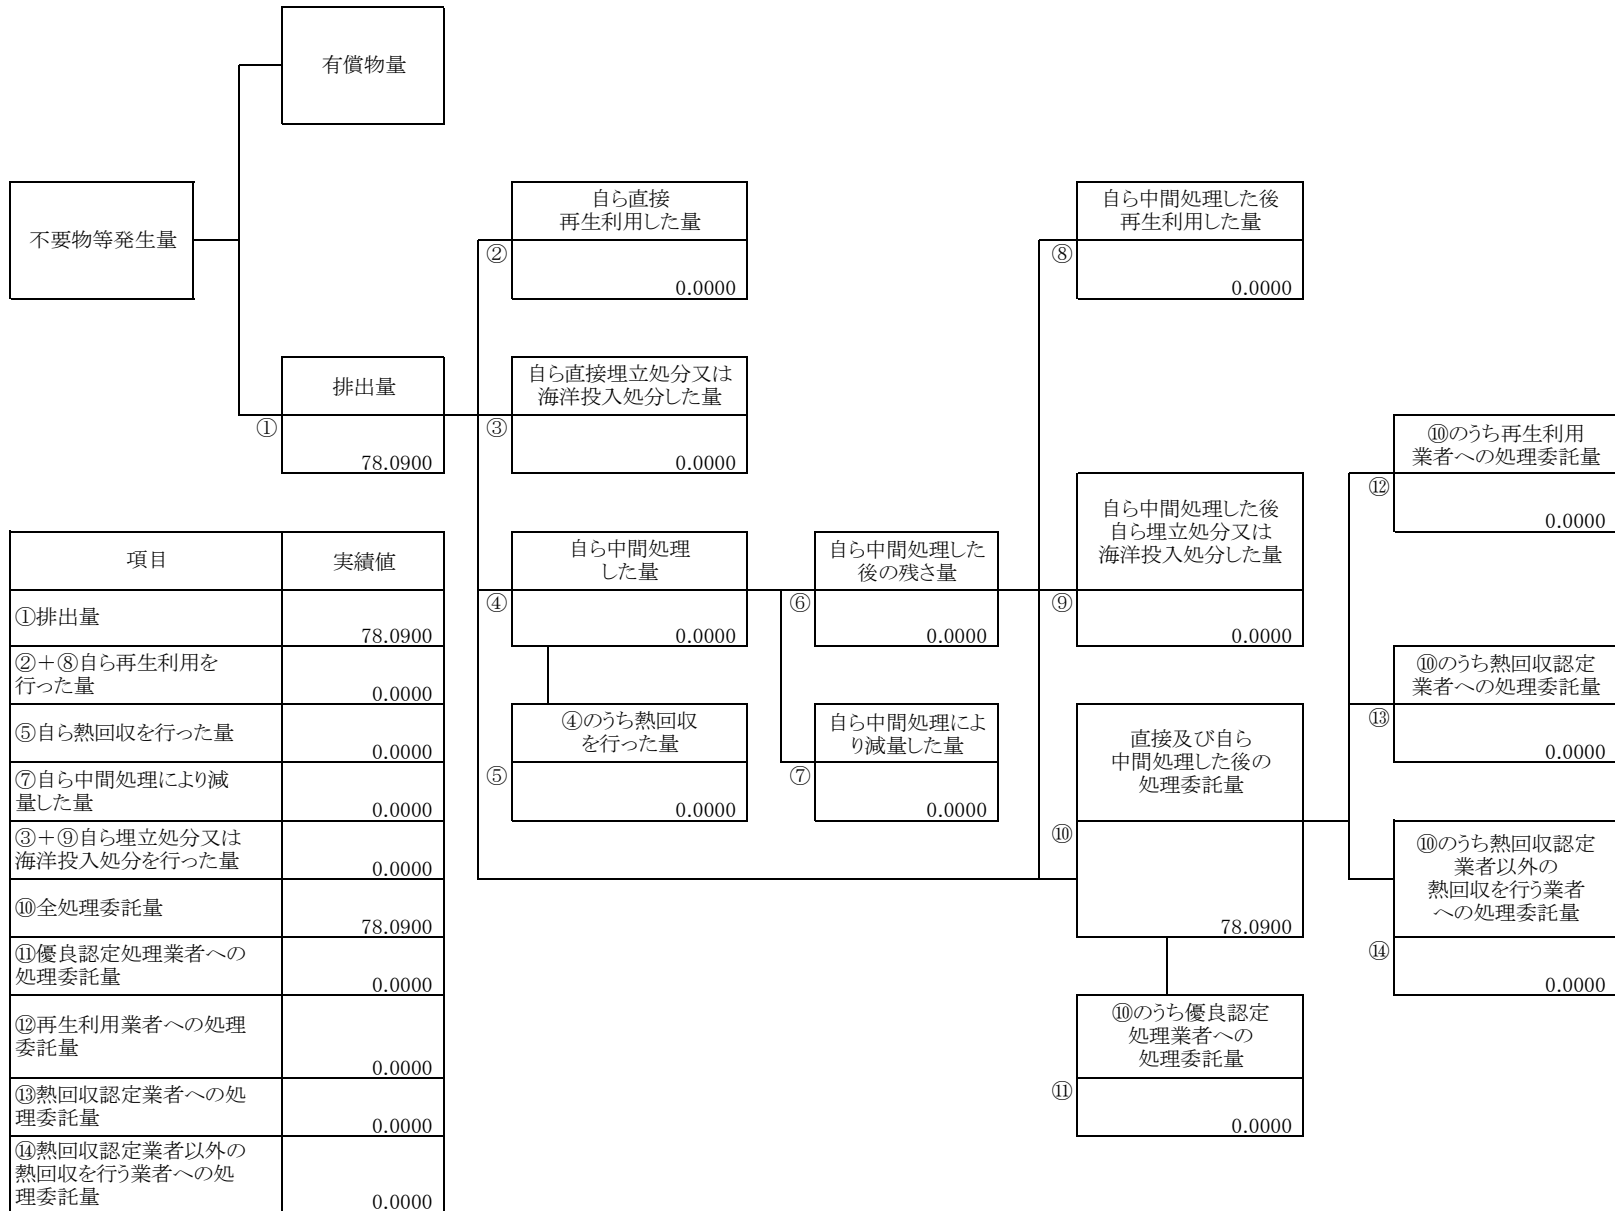 有償物量
不要物等発生量
排出量
①
78.0900
自ら直接
再生利用した量
②
0.0000
自ら直接埋立処分又は
海洋投入処分した量
③
0.0000
自ら中間処理
した量
④
0.0000
④のうち熱回収
を行った量
⑤
0.0000
自ら中間処理した
後の残さ量
⑥
0.0000
自ら中間処理によ
り減量した量
⑦
0.0000
自ら中間処理した後
再生利用した量
⑧
0.0000
自ら中間処理した後
自ら埋立処分又は
海洋投入処分した量
⑨
0.0000
直接及び自ら
中間処理した後の
処理委託量
⑩
78.0900
⑩のうち優良認定
処理業者への
処理委託量
⑪
0.0000
⑩のうち再生利用
業者への処理委託量
⑫
0.0000
⑩のうち熱回収認定
業者への処理委託量
⑬
0.0000
⑩のうち熱回収認定
業者以外の
熱回収を行う業者
への処理委託量
⑭
0.0000
項目 実績値
①排出量
78.0900
②＋⑧自ら再生利用を
行った量
0.0000
⑤自ら熱回収を行った量
0.0000
⑦自ら中間処理により減
量した量
0.0000
③＋⑨自ら埋立処分又は
海洋投入処分を行った量
0.0000
⑩全処理委託量
78.0900
⑪優良認定処理業者への
処理委託量
0.0000
⑫再生利用業者への処理
委託量
0.0000
⑬熱回収認定業者への処
理委託量
0.0000
⑭熱回収認定業者以外の
熱回収を行う業者への処
理委託量
0.0000